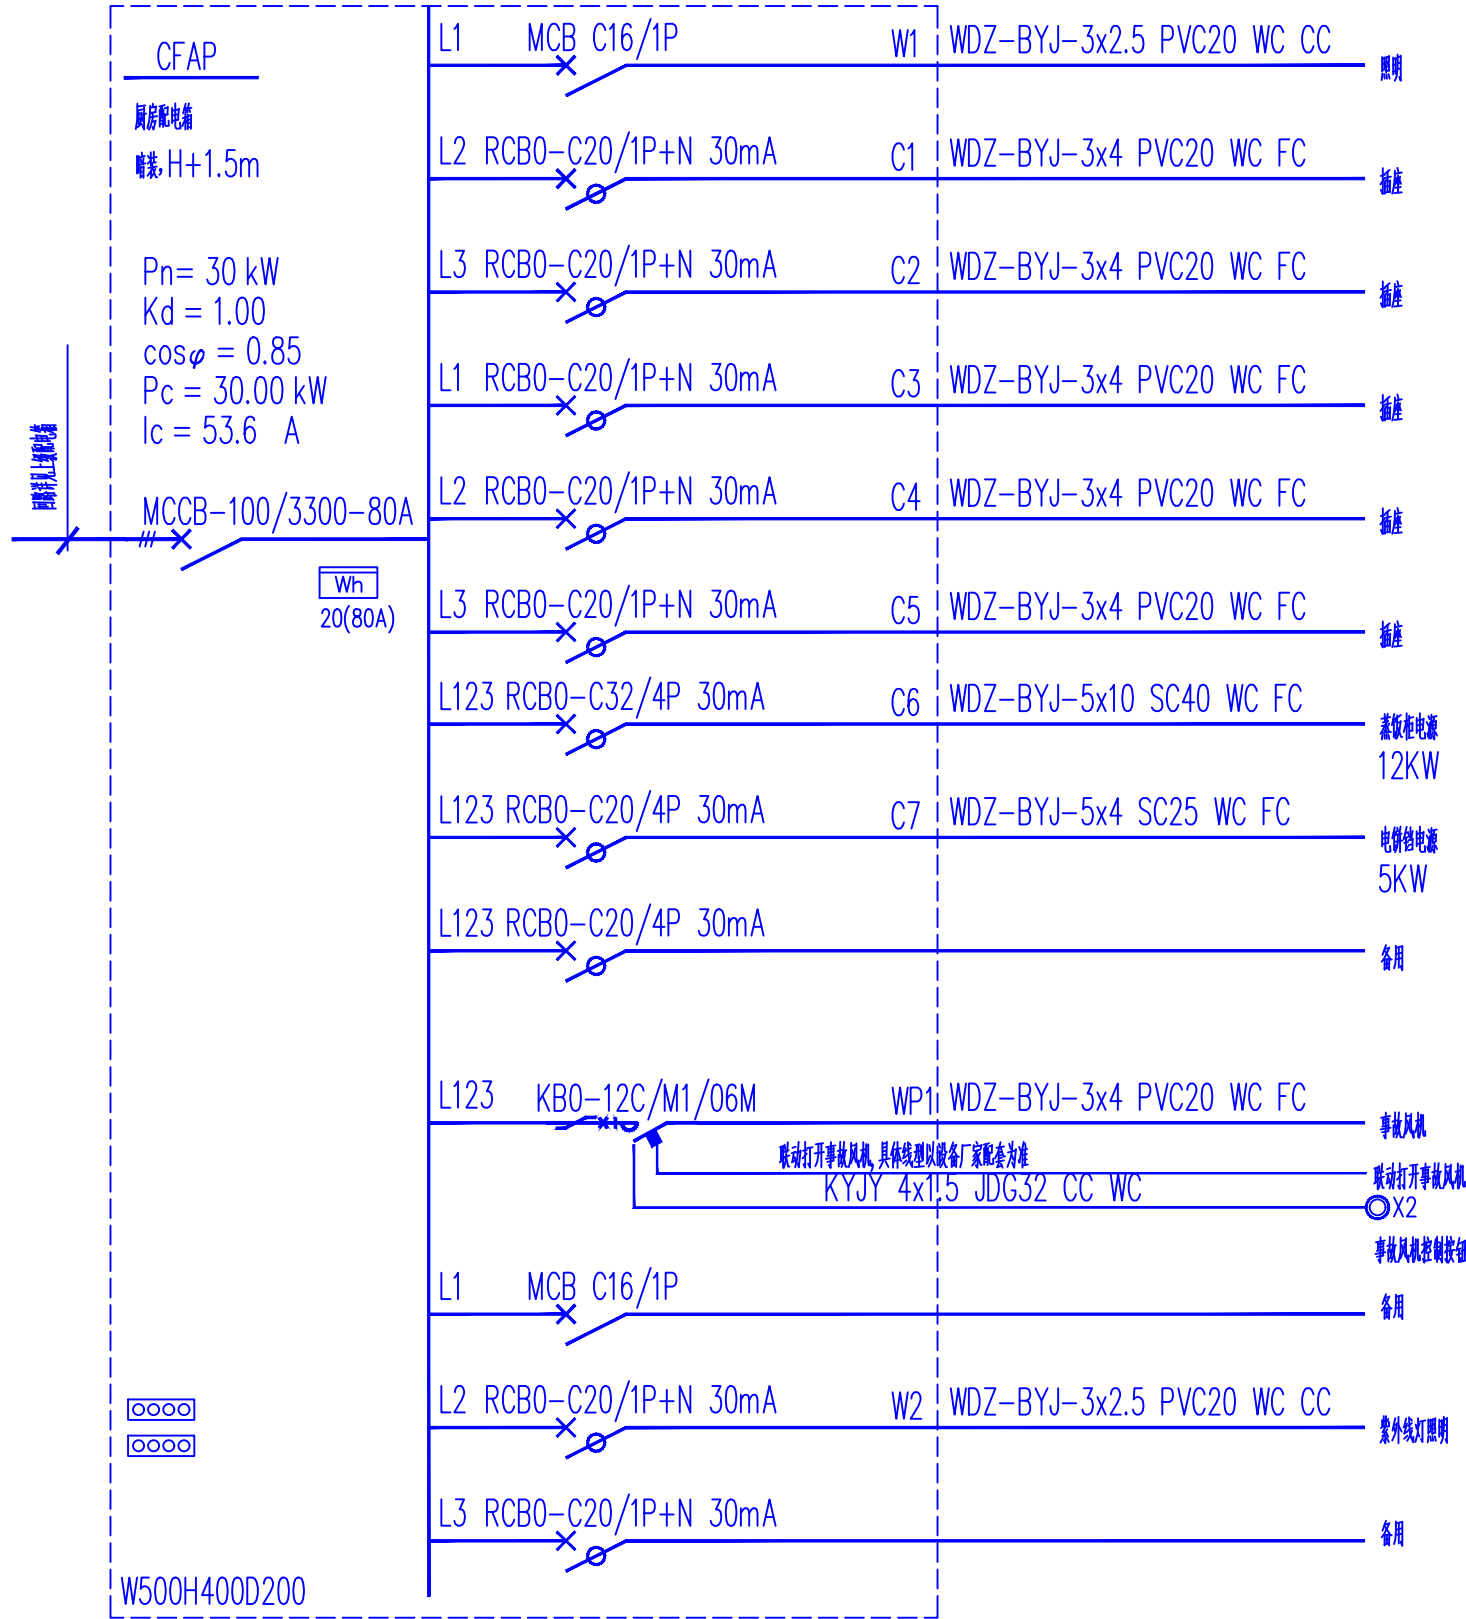 CFAP
厨房配电箱
暗装,H+1.5m
Pn= 30 kW
Kd = 1.00
cosφ = 0.85
Pc = 30.00 kW
Ic = 53.6 A
回路详见上级配电箱
MCCB-100/3300-80A
Wh
20(80A)
L1 MCB C16/1P W1 WDZ-BYJ-3x2.5 PVC20 WC CC 照明
L2 RCBO-C20/1P+N 30mA C1 WDZ-BYJ-3x4 PVC20 WC FC 插座
L3 RCBO-C20/1P+N 30mA C2 WDZ-BYJ-3x4 PVC20 WC FC 插座
L1 RCBO-C20/1P+N 30mA C3 WDZ-BYJ-3x4 PVC20 WC FC 插座
L2 RCBO-C20/1P+N 30mA C4 WDZ-BYJ-3x4 PVC20 WC FC 插座
L3 RCBO-C20/1P+N 30mA C5 WDZ-BYJ-3x4 PVC20 WC FC 插座
L123 RCBO-C32/4P 30mA C6 WDZ-BYJ-5x10 SC40 WC FC 蒸饭柜电源
12KW
L123 RCBO-C20/4P 30mA C7 WDZ-BYJ-5x4 SC25 WC FC 电饼铛电源
5KW
L123 RCBO-C20/4P 30mA 备用
L123 KBO-12C/M1/06M WP1 WDZ-BYJ-3x4 PVC20 WC FC 事故风机
联动打开事故风机,具体线型以设备厂家配套为准 联动打开事故风机
KYJY 4x1.5 JDG32 CC WC X2
事故风机控制按钮
L1 MCB C16/1P 备用
L2 RCBO-C20/1P+N 30mA W2 WDZ-BYJ-3x2.5 PVC20 WC CC 紫外线灯照明
L3 RCBO-C20/1P+N 30mA 备用
W500H400D200